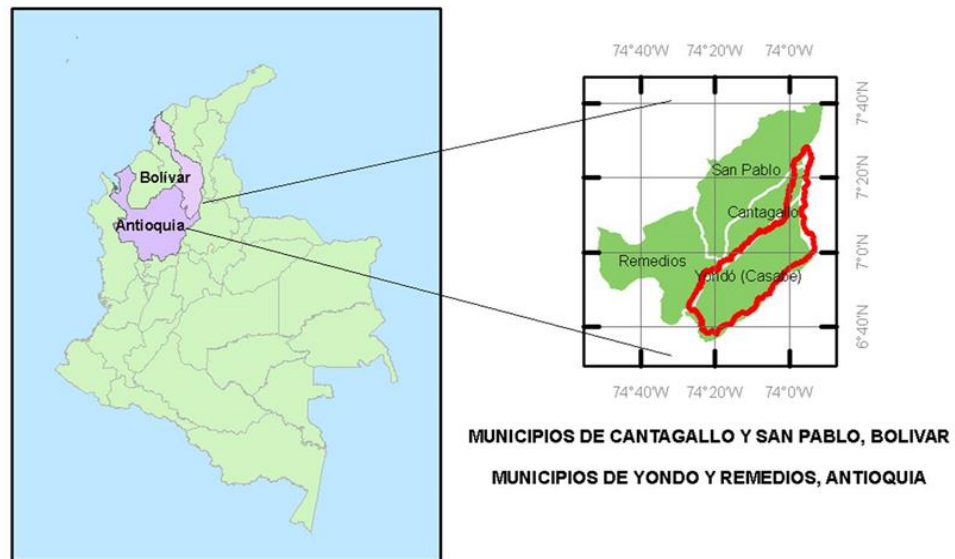 Bolívar
Antioquia
74°40'W 74°20'W 74°0'W
7°40'N
San Pablo
7°20'N
Cantagallo
Remedios
7°0'N
Yondó (Casabe)
6°40'N
74°40'W 74°20'W 74°0'W
MUNICIPIOS DE CANTAGALLO Y SAN PABLO, BOLIVAR
MUNICIPIOS DE YONDO Y REMEDIOS, ANTIOQUIA